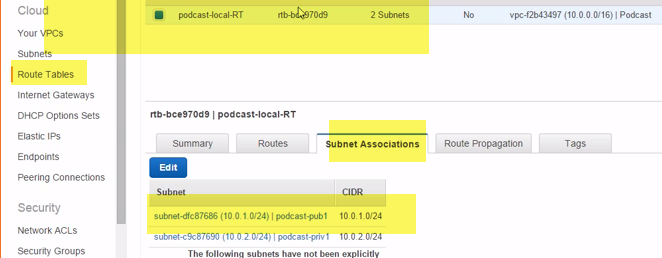 Cloud
Your VPCs
Subnets
Route Tables
Internet Gateways
DHCP Options Sets
Elastic IPs
Endpoints
Peering Connections
Security
Network ACLs
Security Groups
podcast-local-RT rtb-bce970d9 2 Subnets No vpc-f2b43497 (10.0.0.0/16) | Podcast
rtb-bce970d9 | podcast-local-RT
Summary Routes Subnet Associations Route Propagation Tags
Edit
Subnet CIDR
subnet-dfc87686 (10.0.1.0/24) | podcast-pub1 10.0.1.0/24
subnet-c9c87690 (10.0.2.0/24) | podcast-priv1 10.0.2.0/24
The following subnets have not been explicitly